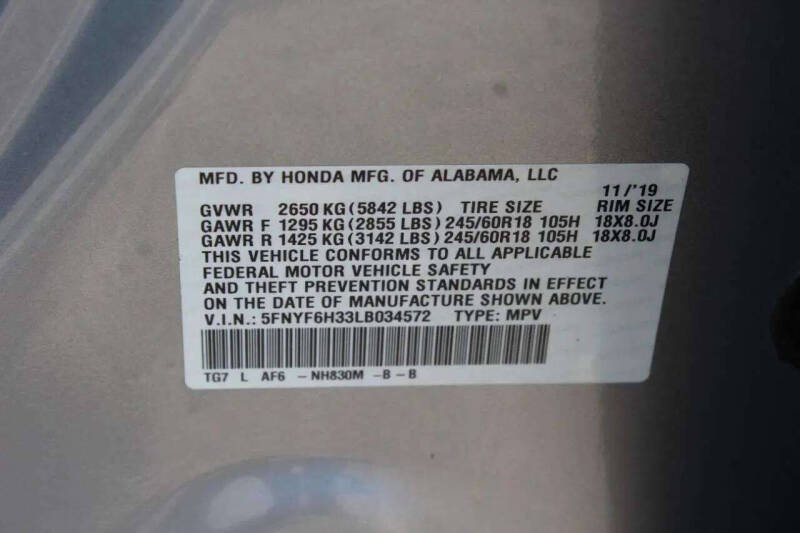 MFD. BY HONDA MFG. OF ALABAMA, LLC
11/'19
GVWR 2650 KG (5842 LBS) TIRE SIZE RIM SIZE
GAWR F 1295 KG (2855 LBS) 245/60R18 105H 18X8.0J
GAWR R 1425 KG (3142 LBS) 245/60R18 105H 18X8.0J
THIS VEHICLE CONFORMS TO ALL APPLICABLE
FEDERAL MOTOR VEHICLE SAFETY
AND THEFT PREVENTION STANDARDS IN EFFECT
ON THE DATE OF MANUFACTURE SHOWN ABOVE.
V.I.N.: 5FNYF6H33LB034572 TYPE: MPV
TG7 L AF6 -NH830M -B-B